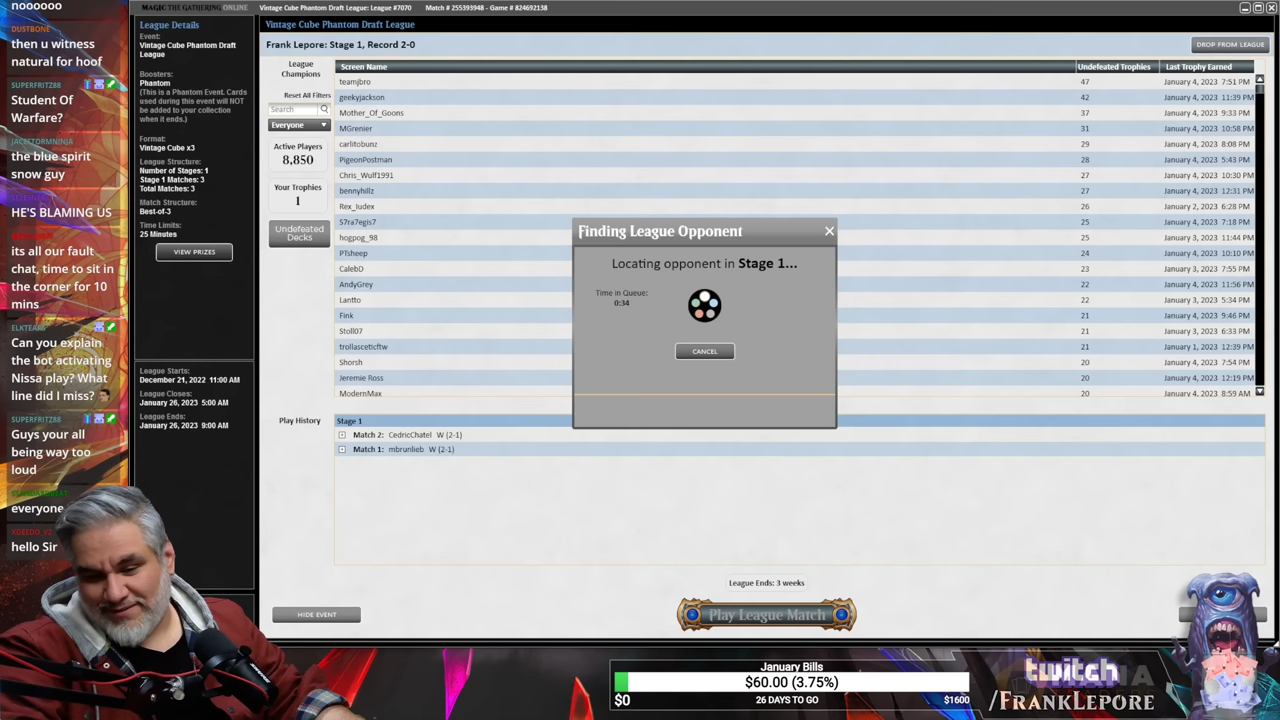 nooooo
DUSTBONE
then u witness
natural for hoof
SUPERFRITZ88
Student Of
Warfare?
JACESTORMNINJA
the blue spirit
snow guy
HE'S BLAMING US
its all our fault
chat, time to sit in
the corner for 10
mins
ELKTEARS
Can you explain
the bot activating
Nissa play? What
line did I miss?
SUPERFRITZ88
Guys your all
being way too
loud
everyone
XDEEDO_V2
hello Sir
MAGIC THE GATHERING ONLINE
Vintage Cube Phantom Draft League: League #7070
Match # 255393948 - Game # 824692138
League Details
Event:
Vintage Cube Phantom Draft
League
Boosters:
Phantom
(This is a Phantom Event. Cards
used during this event will NOT
be added to your collection
when it ends.)
Format:
Vintage Cube x3
League Structure:
Number of Stages: 1
Stage 1 Matches: 3
Total Matches: 3
Match Structure:
Best-of-3
Time Limits:
25 Minutes
VIEW PRIZES
League Starts:
December 21, 2022 11:00 AM
League Closes:
January 26, 2023 5:00 AM
League Ends:
January 26, 2023 9:00 AM
Vintage Cube Phantom Draft League
Frank Lepore: Stage 1, Record 2-0
DROP FROM LEAGUE
League
Champions
Reset All Filters
Search
Everyone
Active Players
8,850
Your Trophies
1
Undefeated
Decks
Screen Name Undefeated Trophies Last Trophy Earned
teamjbro 47 January 4, 2023 7:51 PM
geekyjackson 42 January 4, 2023 11:39 PM
Mother_Of_Goons 37 January 4, 2023 9:33 PM
MGrenier 31 January 4, 2023 10:58 PM
carlitobunz 29 January 4, 2023 8:08 PM
PigeonPostman 28 January 4, 2023 5:43 PM
Chris_Wulf1991 27 January 4, 2023 10:30 PM
bennyhillz 27 January 4, 2023 12:31 PM
Rex_Iudex 26 January 2, 2023 6:28 PM
S7ra7egis7 25 January 4, 2023 7:18 PM
hogpog_98 25 January 3, 2023 11:44 PM
PTsheep 24 January 4, 2023 10:10 PM
CalebD 23 January 3, 2023 7:55 PM
AndyGrey 22 January 4, 2023 11:56 PM
Lantto 22 January 3, 2023 5:34 PM
Fink 21 January 4, 2023 9:46 PM
Stoll07 21 January 3, 2023 6:33 PM
trollasceticftw 21 January 1, 2023 12:39 PM
Shorsh 20 January 4, 2023 7:54 PM
Jeremie Ross 20 January 4, 2023 12:19 PM
ModernMax 20 January 4, 2023 8:59 AM
Finding League Opponent
Locating opponent in Stage 1...
Time in Queue:
0:34
CANCEL
Play History
Stage 1
Match 2: CedricChatel W (2-1)
Match 1: mbrunlieb W (2-1)
League Ends: 3 weeks
HIDE EVENT
Play League Match
January Bills
$60.00 (3.75%)
$0 26 DAYS TO GO $1600
twitch
/FRANKLEPORE